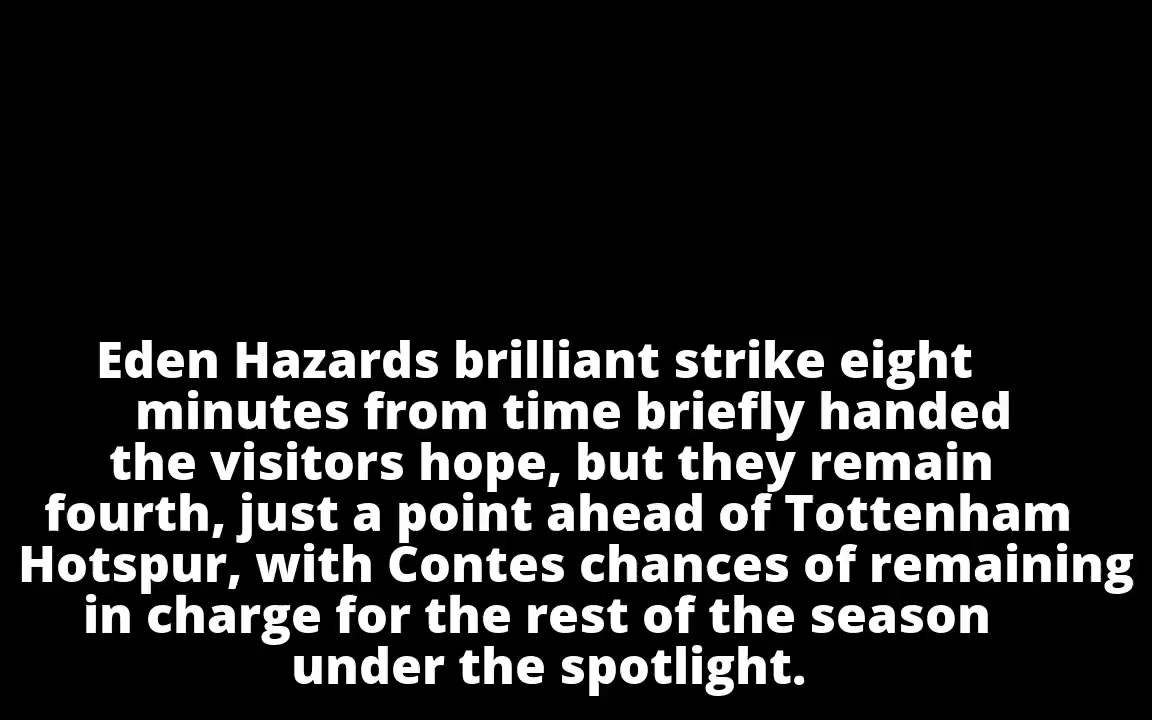 Eden Hazards brilliant strike eight
minutes from time briefly handed
the visitors hope, but they remain
fourth, just a point ahead of Tottenham
Hotspur, with Contes chances of remaining
in charge for the rest of the season
under the spotlight.